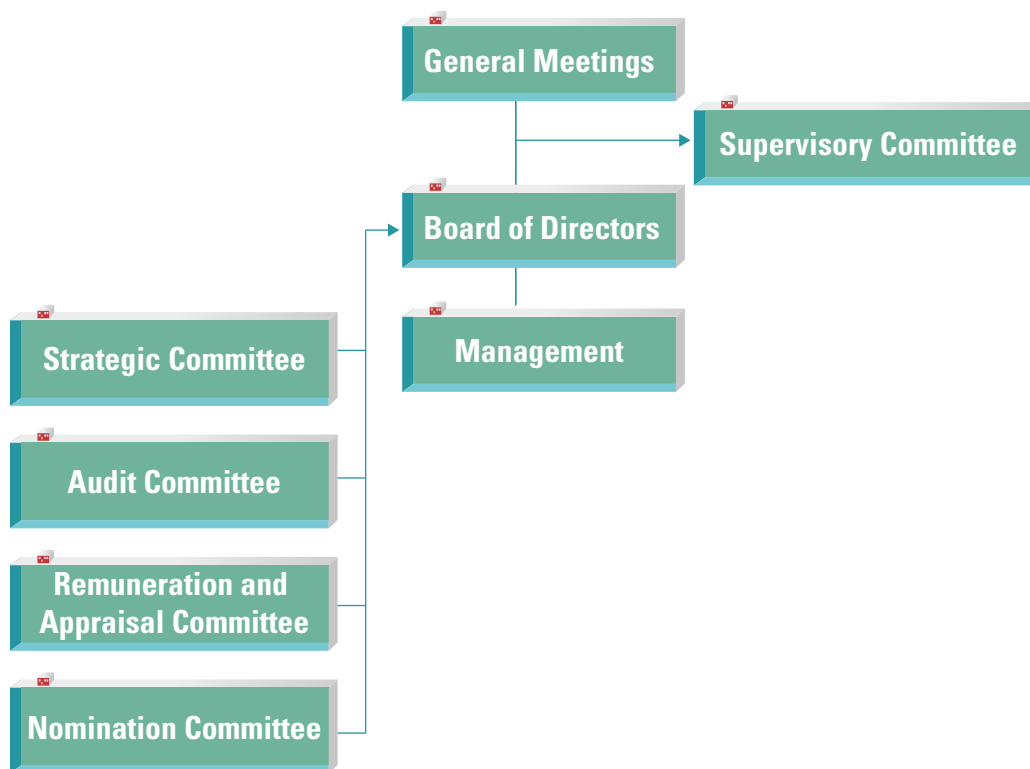 General Meetings
Supervisory Committee
Board of Directors
Management
Strategic Committee
Audit Committee
Remuneration and
Appraisal Committee
Nomination Committee